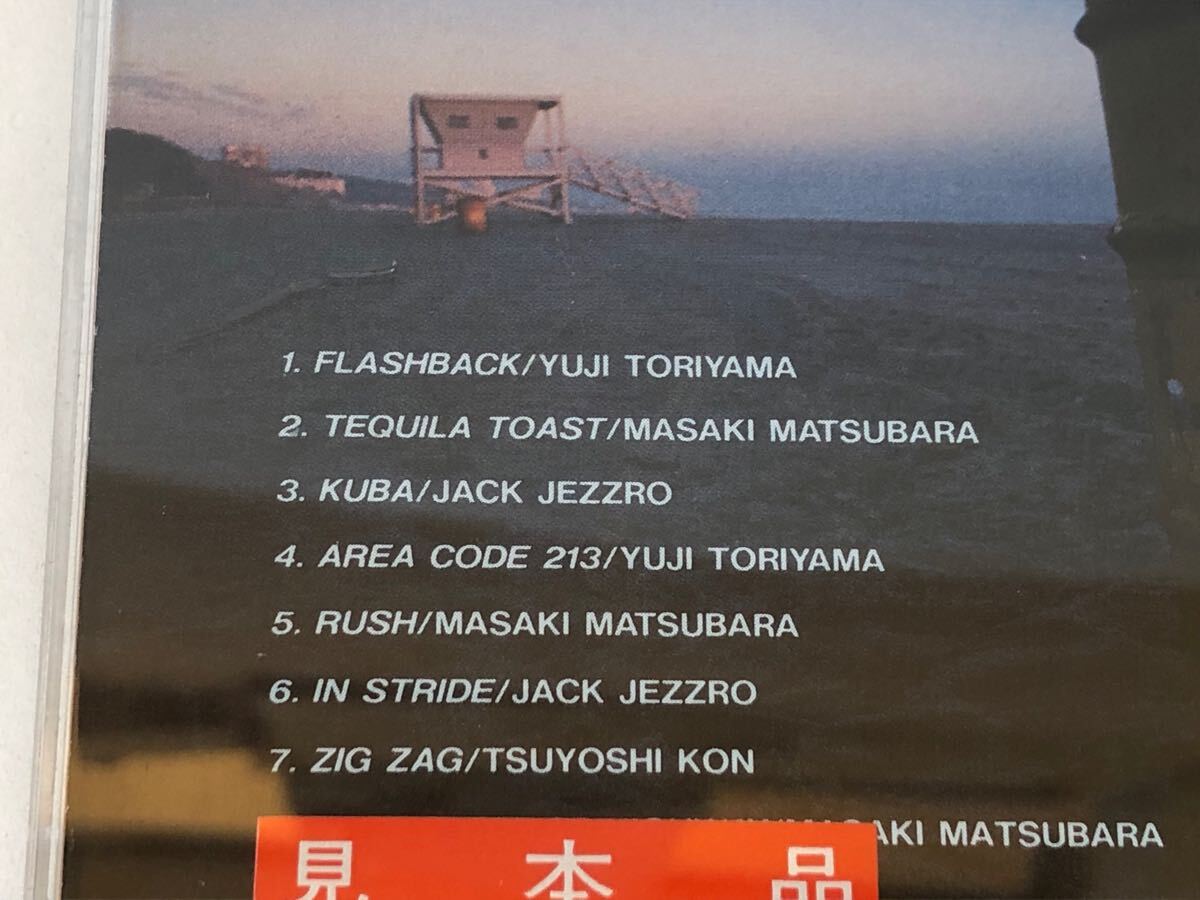 1. FLASHBACK/YUJI TORIYAMA
2. TEQUILA TOAST/MASAKI MATSUBARA
3. KUBA/JACK JEZZRO
4. AREA CODE 213/YUJI TORIYAMA
5. RUSH/MASAKI MATSUBARA
6. IN STRIDE/JACK JEZZRO
7. ZIG ZAG/TSUYOSHI KON
MATSUBARA
見本品